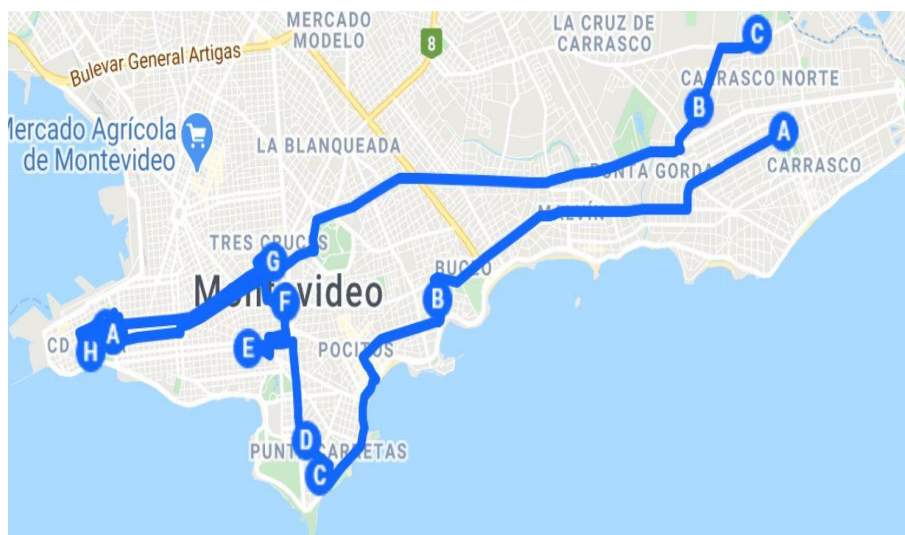 MERCADO
MODELO
LA CRUZ DE
CARRASCO
C
8
Bulevar General Artigas
CARRASCO NORTE
B
Mercado Agrícola
de Montevideo
LA BLANQUEADA
A
CARRASCO
PUNTA GORDA
MALVÍN
TRES CRUCES
G
BUCEO
Montevideo
F
B
A
CD
H
E
POCITOS
D
PUNTA CARRETAS
C